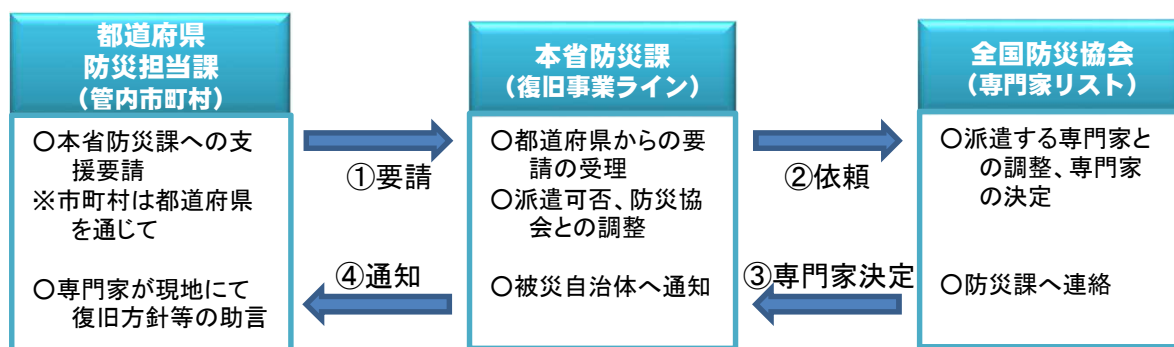 都道府県
防災担当課
(管内市町村)
○本省防災課への支
援要請
※市町村は都道府県
を通じて
○専門家が現地にて
復旧方針等の助言
①要請
④通知
本省防災課
(復旧事業ライン)
○都道府県からの要
請の受理
○派遣可否、防災協
会との調整
○被災自治体へ通知
②依頼
③専門家決定
全国防災協会
(専門家リスト)
○派遣する専門家と
の調整、専門家
の決定
○防災課へ連絡